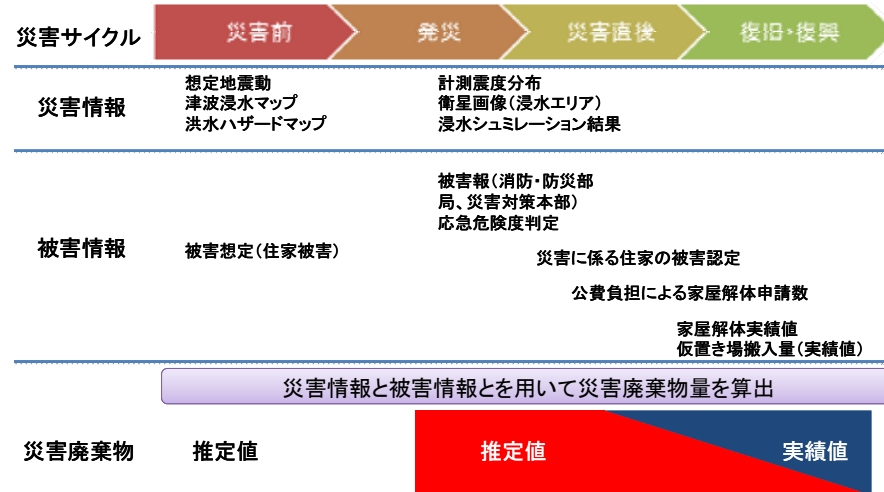 災害サイクル 災害前 発災 災害直後 復旧・復興
災害情報
想定地震動
津波浸水マップ
洪水ハザードマップ
計測震度分布
衛星画像（浸水エリア）
浸水シュミレーション結果
被害情報
被害想定（住家被害）
被害報（消防・防災部
局、災害対策本部）
応急危険度判定
災害に係る住家の被害認定
公費負担による家屋解体申請数
家屋解体実績値
仮置き場搬入量（実績値）
災害情報と被害情報とを用いて災害廃棄物量を算出
災害廃棄物 推定値 推定値 実績値